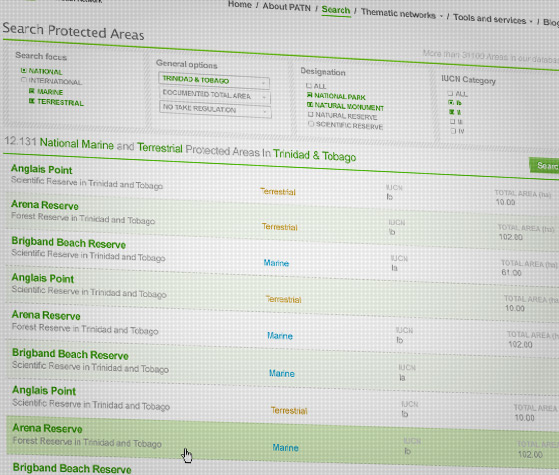 Home / About PATN / Search / Thematic networks / Tools and services / Blog
Search Protected Areas
More than 31100 Areas in our database
Search focus
NATIONAL
INTERNATIONAL
MARINE
TERRESTRIAL
General options
TRINIDAD & TOBAGO
DOCUMENTED TOTAL AREA
NO TAKE REGULATION
Designation
ALL
NATIONAL PARK
NATURAL MONUMENT
NATURAL RESERVE
SCIENTIFIC RESERVE
IUCN Category
ALL
Ib
II
III
IV
12.131 National Marine and Terrestrial Protected Areas In Trinidad & Tobago
Searc
Anglais Point Terrestrial IUCN TOTAL AREA (ha)
Scientific Reserve in Trinidad and Tobago Ib 10.00
Arena Reserve Terrestrial IUCN TOTAL AREA (ha)
Forest Reserve in Trinidad and Tobago Ib 102.00
Brigband Beach Reserve Marine IUCN TOTAL AREA (ha)
Scientific Reserve in Trinidad and Tobago Ia 61.00
Anglais Point Terrestrial TOTAL AREA (ha)
Scientific Reserve in Trinidad and Tobago 10.00
Arena Reserve Marine IUCN TOTAL AREA (ha)
Forest Reserve in Trinidad and Tobago Ib 102.00
Brigband Beach Reserve Marine IUCN
Scientific Reserve in Trinidad and Tobago Ia
Anglais Point Terrestrial IUCN TOTAL AREA
Scientific Reserve in Trinidad and Tobago Ib 10.00
Arena Reserve Marine IUCN TOTAL AREA
Forest Reserve in Trinidad and Tobago Ib 102.00
Brigband Beach Reserve